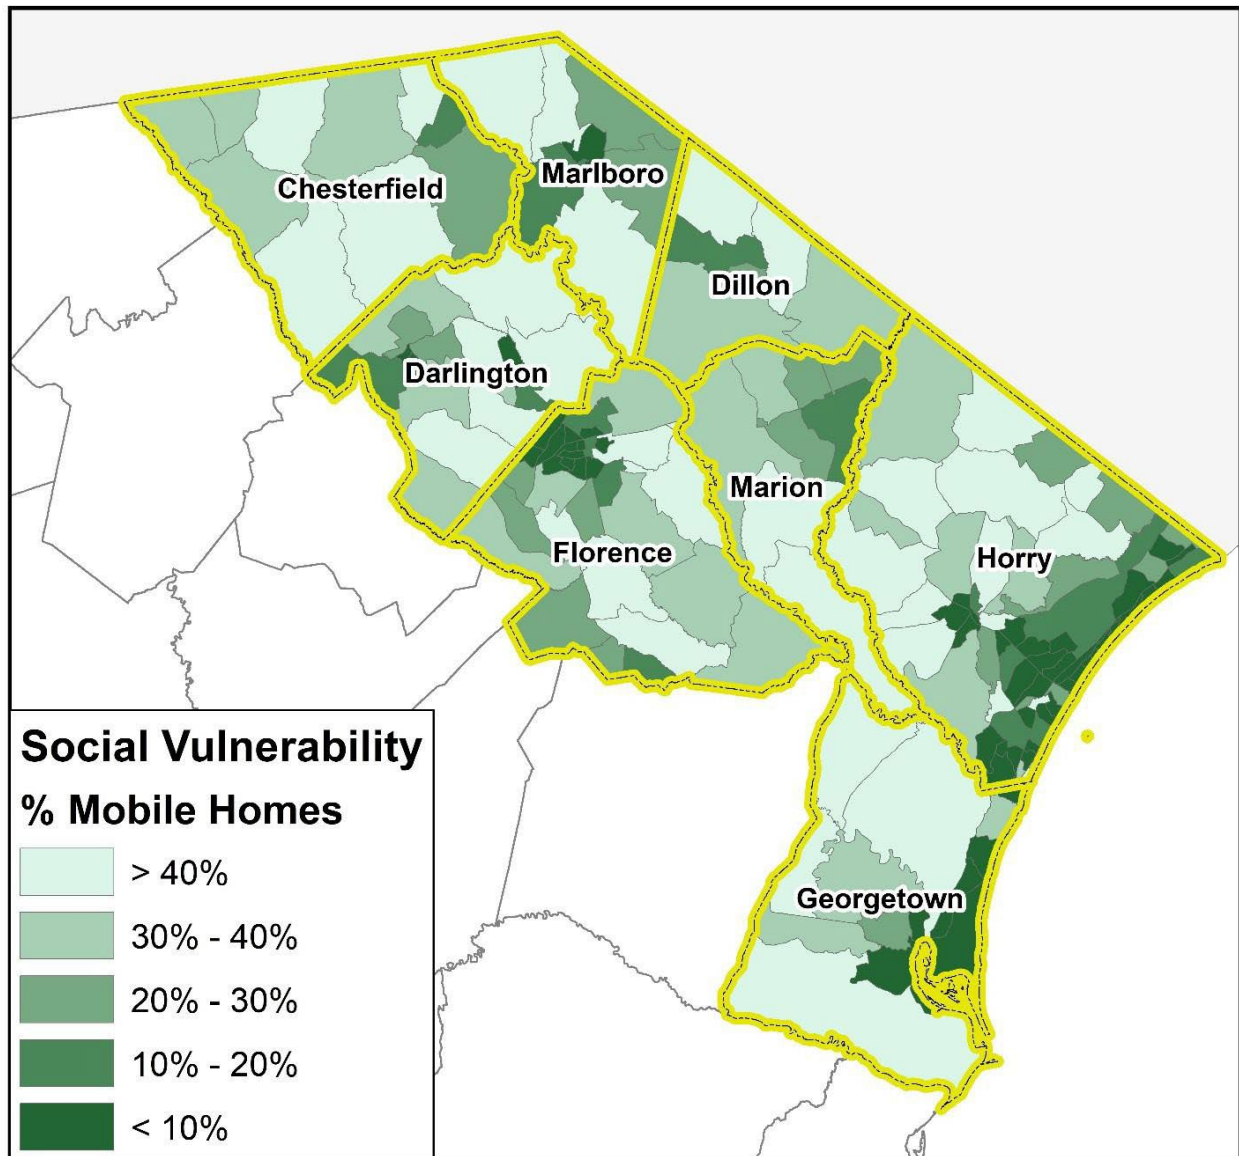 Marlboro
Chesterfield
Dillon
Darlington
Marion
Florence
Horry
Georgetown
Social Vulnerability
% Mobile Homes
> 40%
30% - 40%
20% - 30%
10% - 20%
< 10%